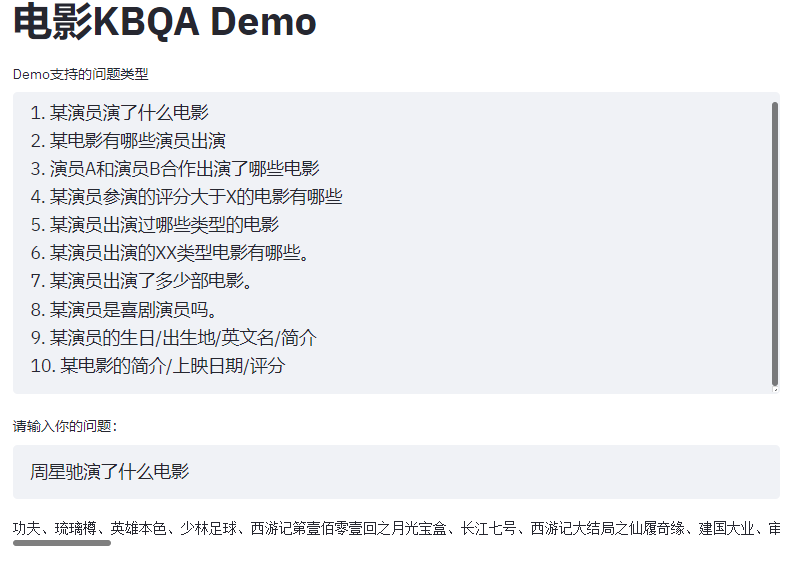 电影KBQA Demo
Demo支持的问题类型
1. 某演员演了什么电影
2. 某电影有哪些演员出演
3. 演员A和演员B合作出演了哪些电影
4. 某演员参演的评分大于X的电影有哪些
5. 某演员出演过哪些类型的电影
6. 某演员出演的XX类型电影有哪些。
7. 某演员出演了多少部电影。
8. 某演员是喜剧演员吗。
9. 某演员的生日/出生地/英文名/简介
10. 某电影的简介/上映日期/评分
请输入你的问题：
周星驰演了什么电影
功夫、琉璃樽、英雄本色、少林足球、西游记第壹佰零壹回之月光宝盒、长江七号、西游记大结局之仙履奇缘、建国大业、